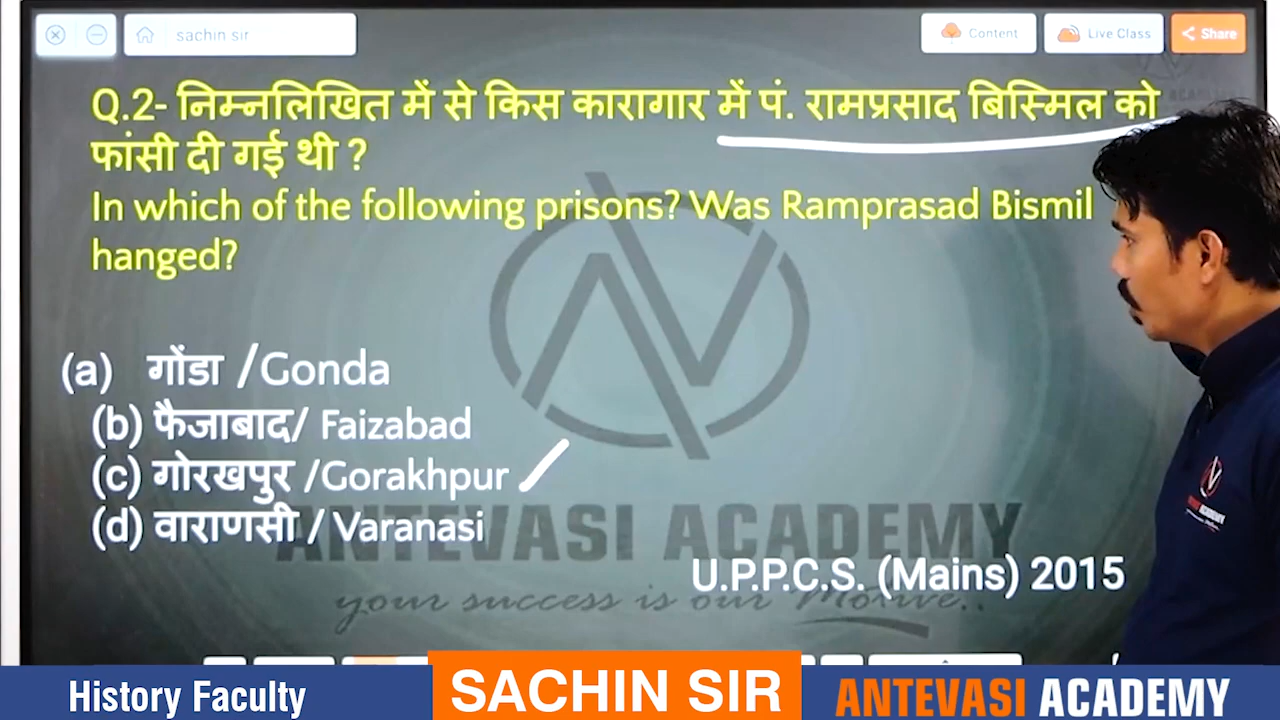 sachin sir
Content
Live Class
Share
Q.2- निम्नलिखित में से किस कारागार में पं. रामप्रसाद बिस्मिल को
फांसी दी गई थी ?
In which of the following prisons? Was Ramprasad Bismil
hanged?
(a) गोंडा /Gonda
(b) फैजाबाद/ Faizabad
(c) गोरखपुर /Gorakhpur
(d) वाराणसी / Varanasi
ANTEVASI ACADEMY
U.P.P.C.S. (Mains) 2015
your success is our Motive..
History Faculty
SACHIN SIR
ANTEVASI ACADEMY